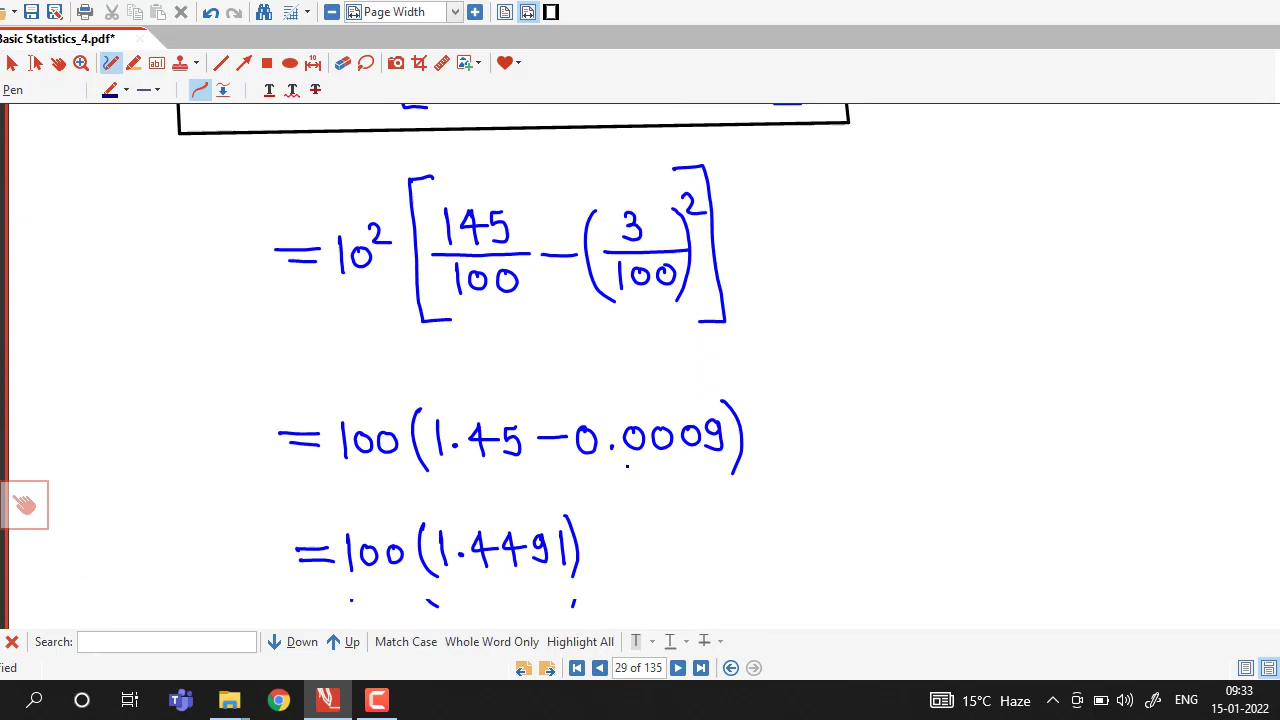 Page Width
Basic Statistics_4.pdf*
Pen
= 10² [ 145/100 − ( 3/100 )² ]
= 100 ( 1.45 − 0.0009 )
= 100 ( 1.4491 )
Search: Down Up Match Case Whole Word Only Highlight All T T T
fied 29 of 135
15°C Haze ENG 09:33
15-01-2022